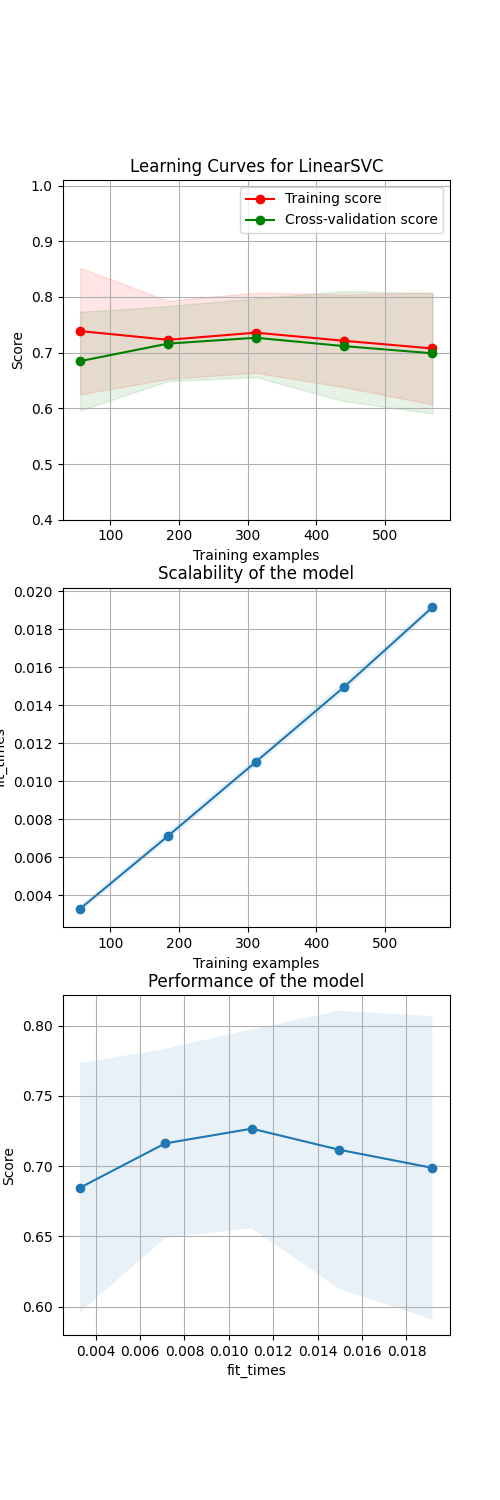 Learning Curves for LinearSVC
1.0
0.9
0.8
0.7
0.6
0.5
0.4
Score
Training score
Cross-validation score
100 200 300 400 500
Training examples
Scalability of the model
0.020
0.018
0.016
0.014
0.012
0.010
0.008
0.006
0.004
fit_times
100 200 300 400 500
Training examples
Performance of the model
0.80
0.75
0.70
0.65
0.60
Score
0.004 0.006 0.008 0.010 0.012 0.014 0.016 0.018
fit_times